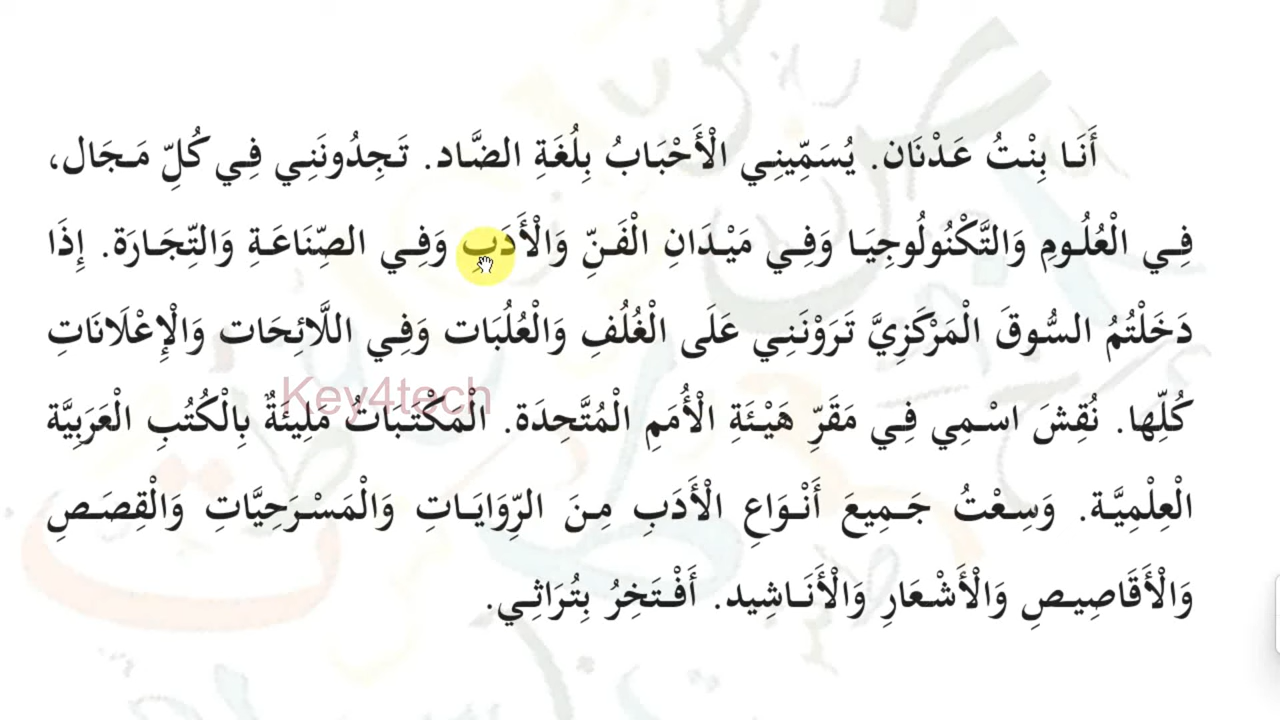 أَنَا بِنْتُ عَدْنَان. يُسَمِّينِي الْأَحْبَابُ بِلُغَةِ الضَّاد. تَجِدُونَنِي فِي كُلِّ مَجَال،
فِي الْعُلُومِ وَالتَّكْنُولُوجِيَا وَفِي مَيْدَانِ الْفَنِّ وَالْأَدَبِ وَفِي الصِّنَاعَةِ وَالتِّجَارَة. إِذَا
دَخَلْتُمُ السُّوقَ الْمَرْكَزِيَّ تَرَوْنَنِي عَلَى الْغُلُفِ وَالْعُلُبَات وَفِي اللَّائِحَات وَالْإِعْلَانَاتِ
كُلِّها. نُقِشَ اسْمِي فِي مَقَرِّ هَيْئَةِ الْأُمَمِ الْمُتَّحِدَة. الْمَكْتَبَاتُ مَلِيئَةٌ بِالْكُتُبِ الْعَرَبِيَّة
الْعِلْمِيَّة. وَسِعْتُ جَمِيعَ أَنْوَاعِ الْأَدَبِ مِنَ الرِّوَايَاتِ وَالْمَسْرَحِيَّاتِ وَالْقِصَصِ
وَالْأَقَاصِيصِ وَالْأَشْعَارِ وَالْأَنَاشِيد. أَفْتَخِرُ بِتُرَاثِي.
Key4tech